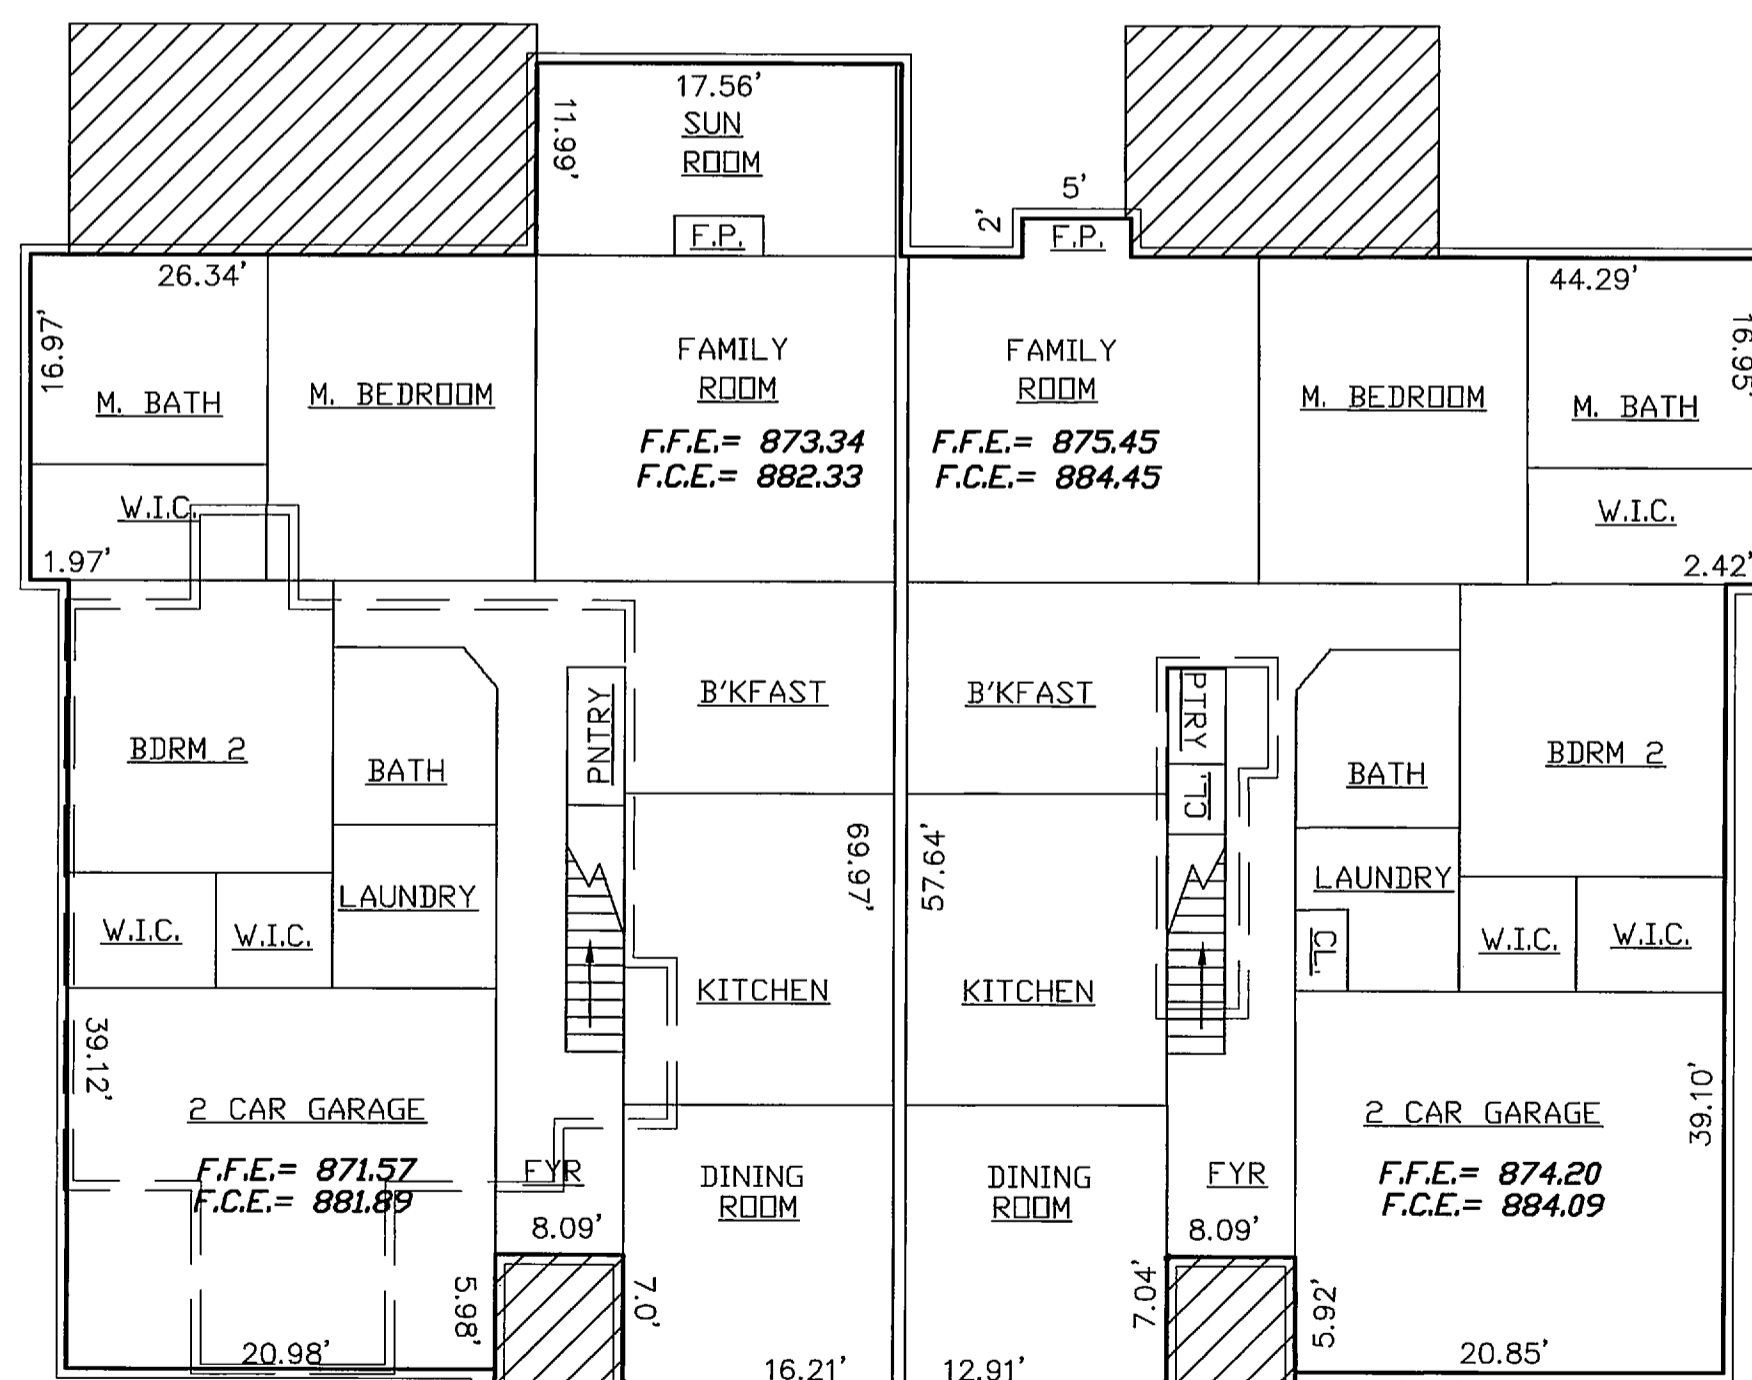 17.56'
SUN
ROOM
11.99'
F.P.
5'
2'
F.P.
26.34'
16.97'
M. BATH
M. BEDROOM
FAMILY
ROOM
F.F.E.= 873.34
F.C.E.= 882.33
FAMILY
ROOM
F.F.E.= 875.45
F.C.E.= 884.45
M. BEDROOM
44.29'
16.95'
M. BATH
W.I.C.
1.97'
W.I.C.
2.42'
BDRM 2
BATH
PNTRY
B'KFAST
B'KFAST
PTRY
CL.
BATH
BDRM 2
W.I.C.
W.I.C.
LAUNDRY
69.97'
57.64'
LAUNDRY
CL.
W.I.C.
W.I.C.
KITCHEN
KITCHEN
39.12'
39.10'
2 CAR GARAGE
F.F.E.= 871.57
F.C.E.= 881.89
FYR
8.09'
DINING
ROOM
DINING
ROOM
FYR
8.09'
2 CAR GARAGE
F.F.E.= 874.20
F.C.E.= 884.09
5.98'
7.0'
7.04'
5.92'
20.98'
16.21'
12.91'
20.85'